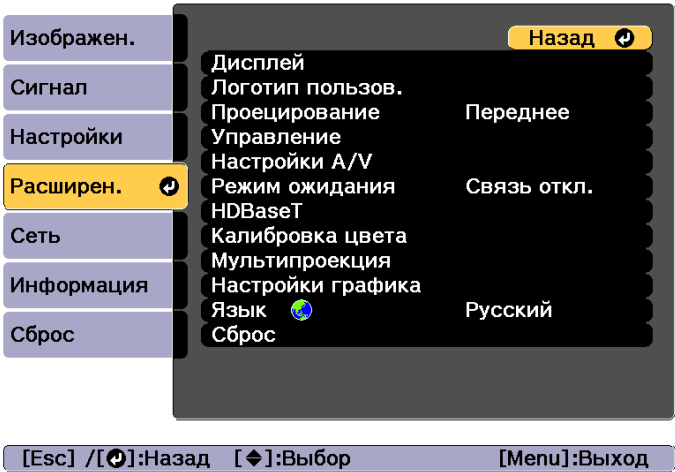 Изображен.
Сигнал
Настройки
Расширен.
Сеть
Информация
Сброс
Назад
Дисплей
Логотип пользов.
Проецирование Переднее
Управление
Настройки A/V
Режим ожидания Связь откл.
HDBaseT
Калибровка цвета
Мультипроекция
Настройки графика
Язык Русский
Сброс
[Esc] /[⏎]:Назад [◆]:Выбор [Menu]:Выход